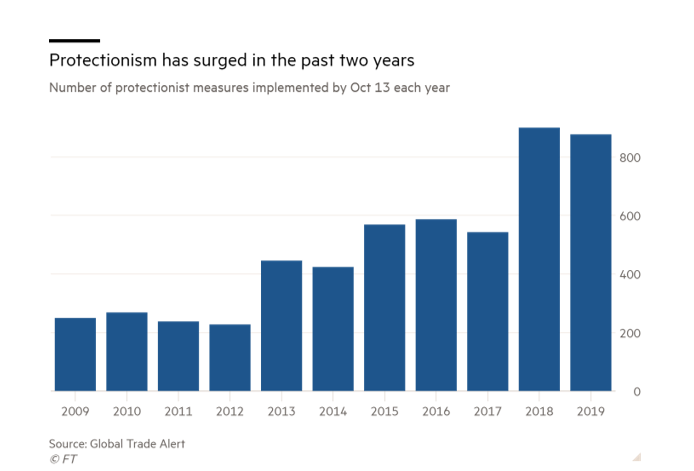 Protectionism has surged in the past two years
Number of protectionist measures implemented by Oct 13 each year
800
600
400
200
0
2009 2010 2011 2012 2013 2014 2015 2016 2017 2018 2019
Source: Global Trade Alert
© FT